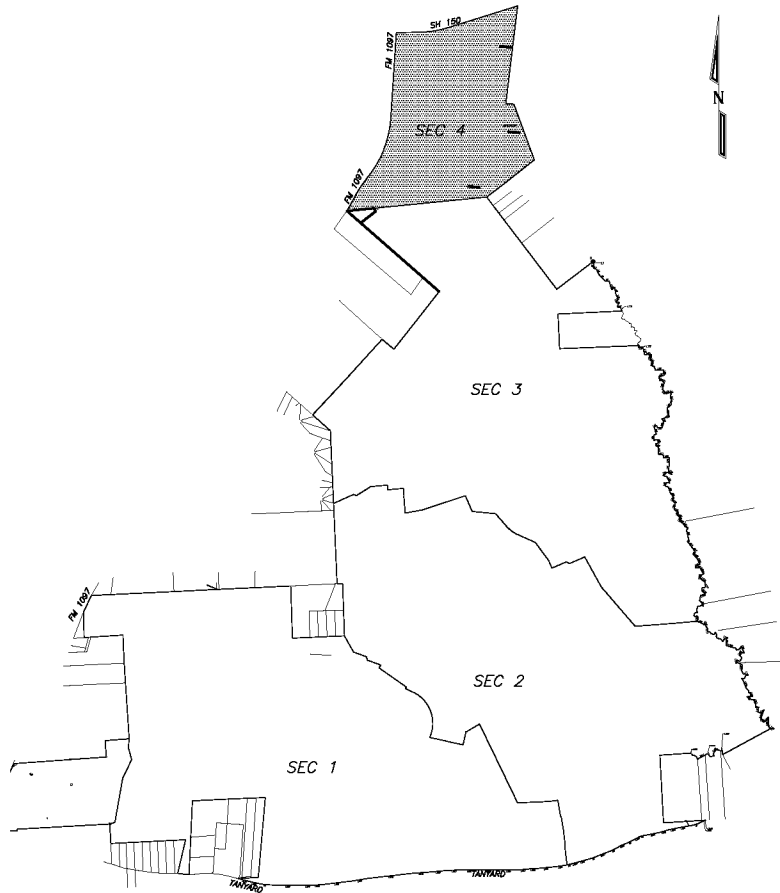 SH 150
FM 1097
N
SEC 4
FM 1097
SEC 3
FM 1097
SEC 2
SEC 1
TANYARD
TANYARD